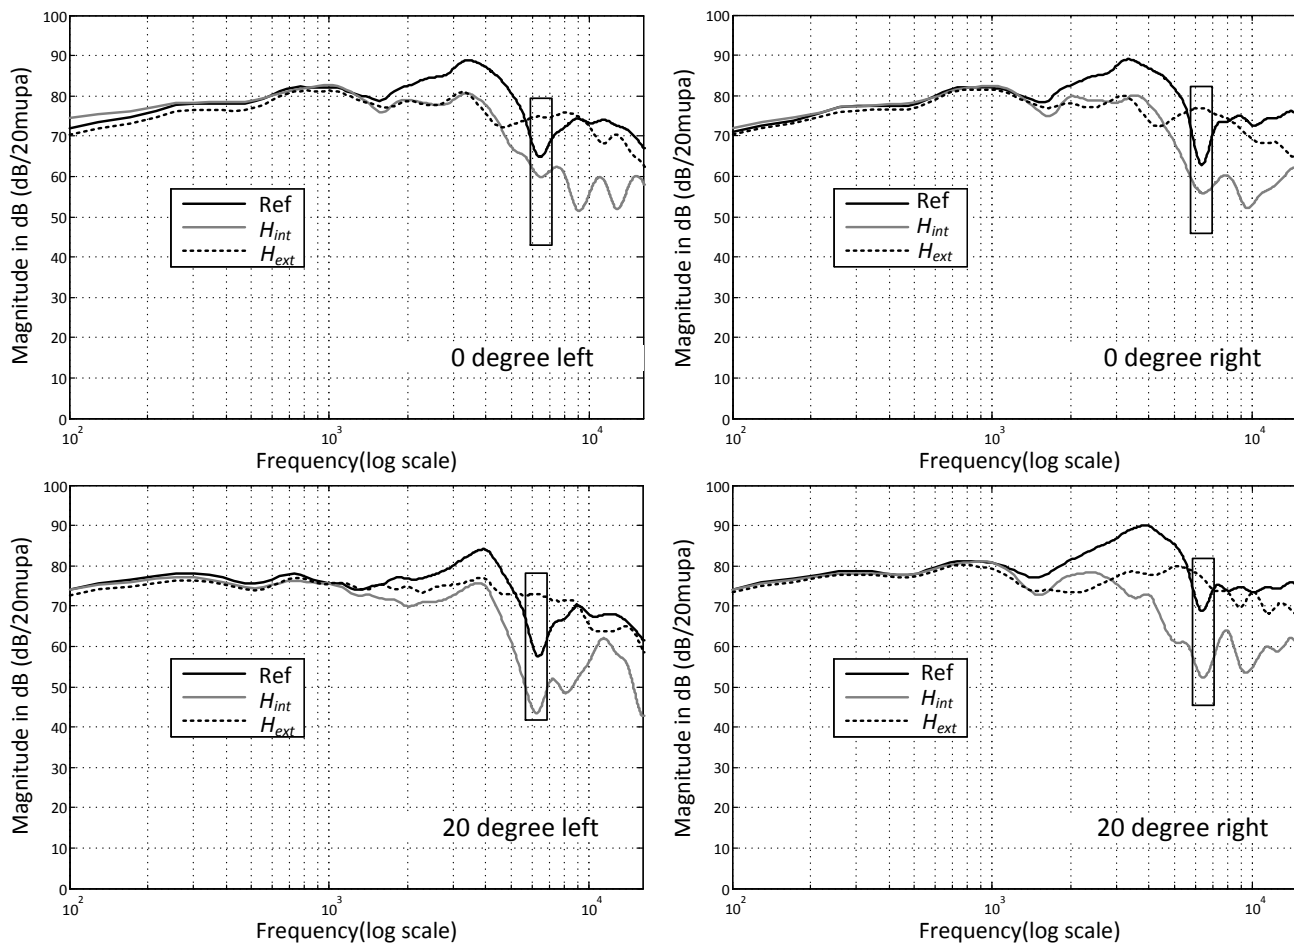 Magnitude in dB (dB/20mupa)
100
90
80
70
60
50
40
30
20
10
0
Ref
H_int
H_ext
0 degree left
10²
10³
10⁴
Frequency(log scale)
Magnitude in dB (dB/20mupa)
100
90
80
70
60
50
40
30
20
10
0
Ref
H_int
H_ext
0 degree right
10²
10³
10⁴
Frequency(log scale)
Magnitude in dB (dB/20mupa)
100
90
80
70
60
50
40
30
20
10
0
Ref
H_int
H_ext
20 degree left
10²
10³
10⁴
Frequency(log scale)
Magnitude in dB (dB/20mupa)
100
90
80
70
60
50
40
30
20
10
0
Ref
H_int
H_ext
20 degree right
10²
10³
10⁴
Frequency(log scale)